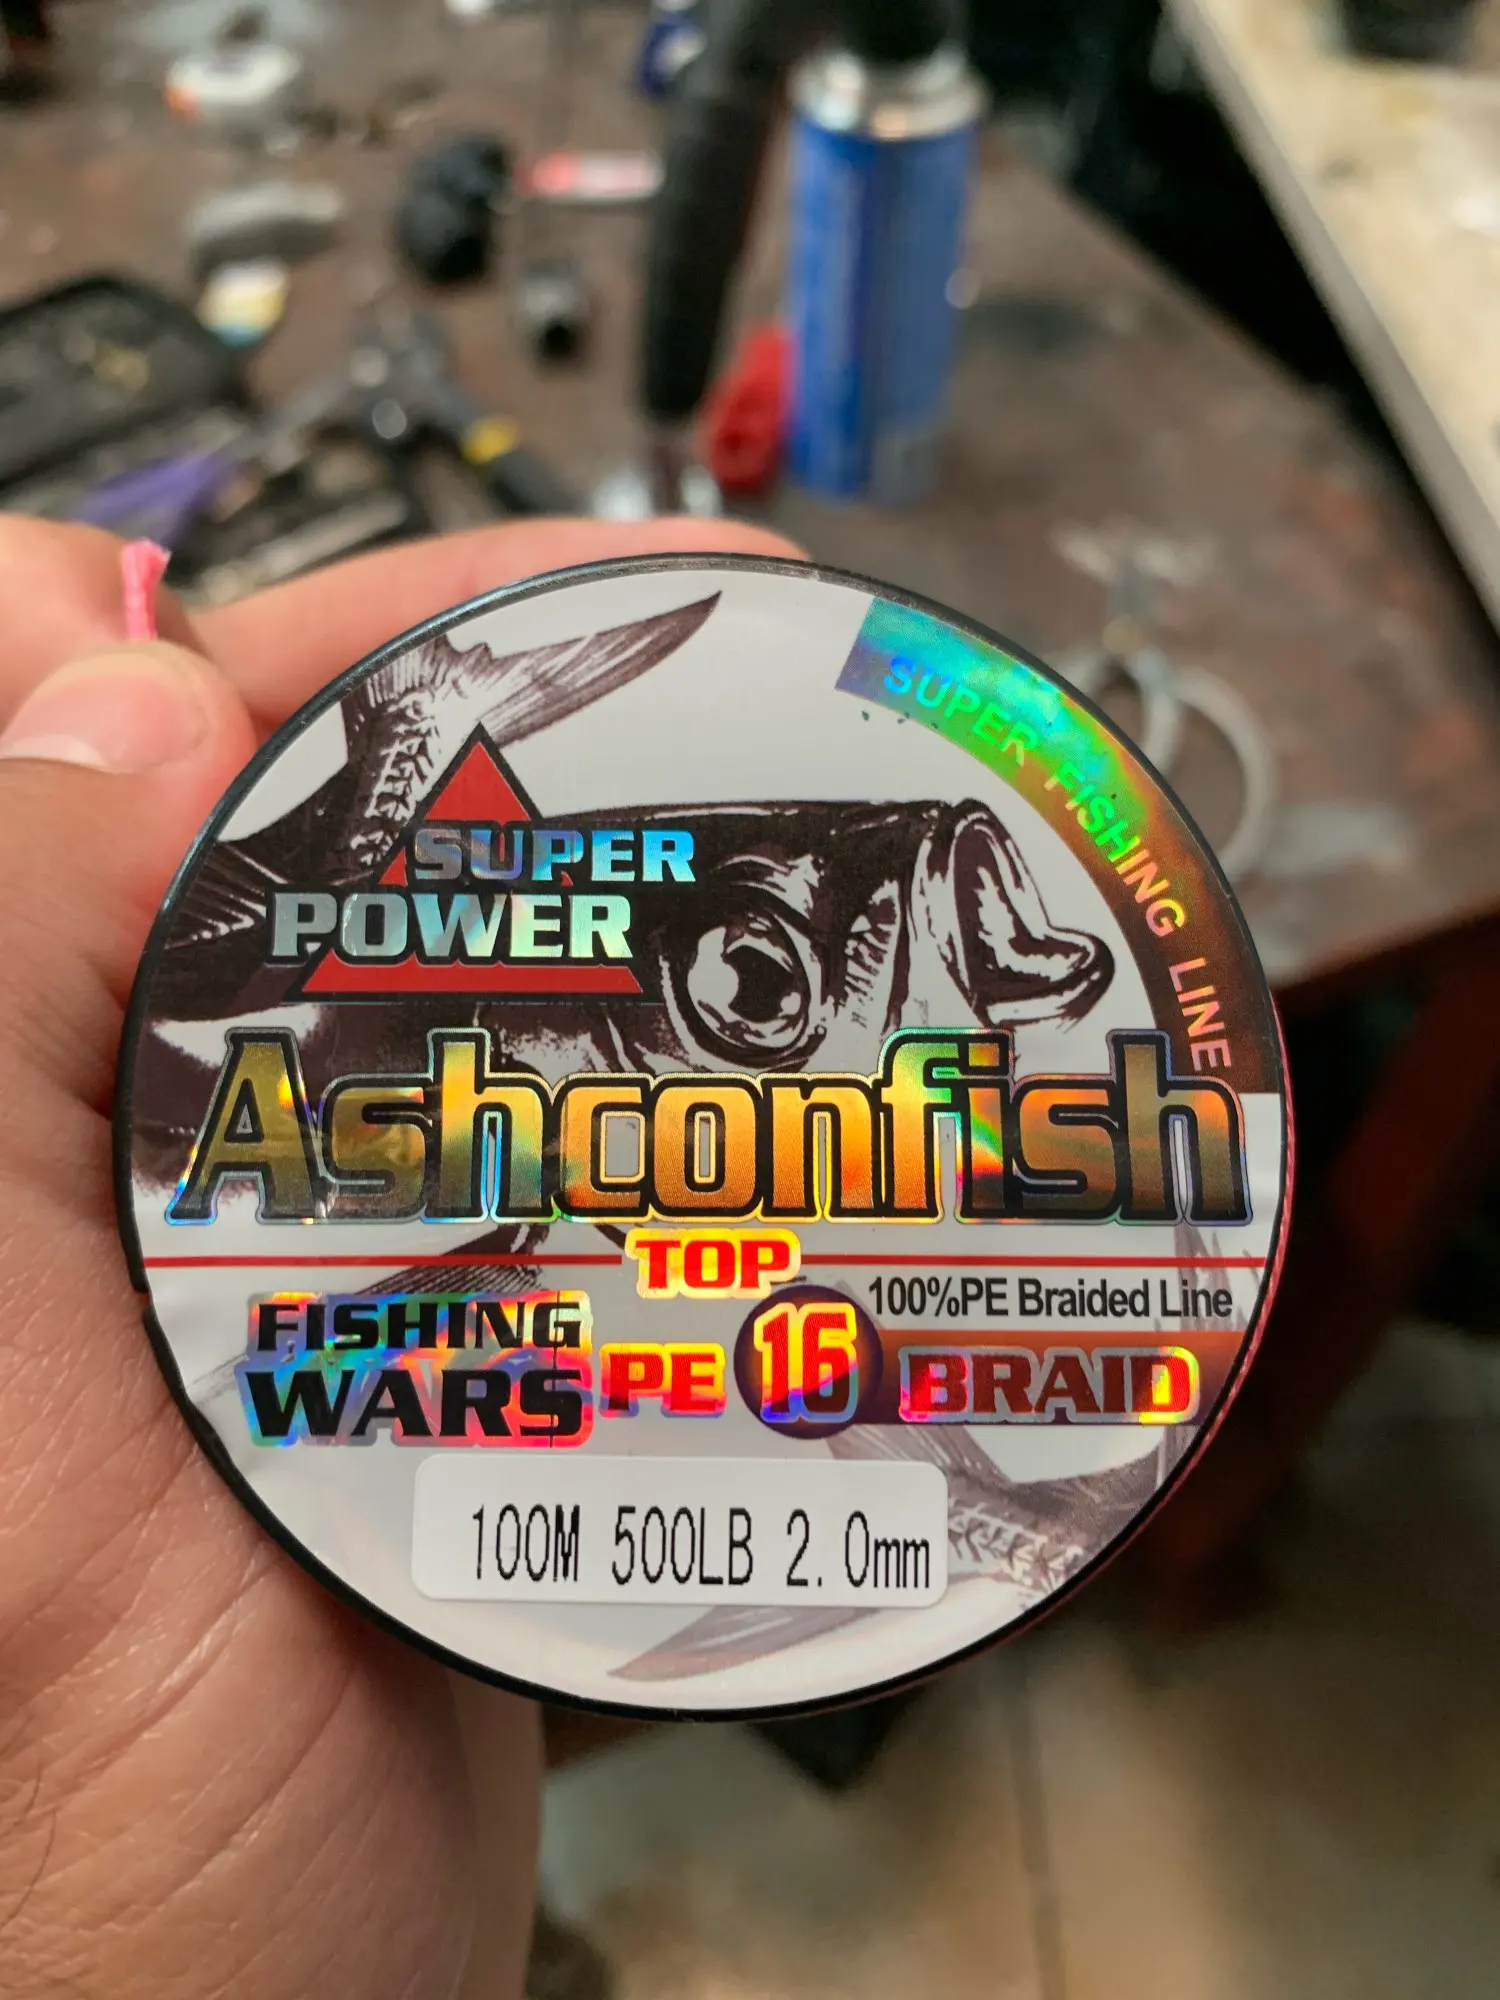 SUPER FISHING LINE
SUPER
POWER
Ashconfish
TOP
100%PE Braided Line
FISHING
WARS
PE 16 BRAID
100M 500LB 2.0mm